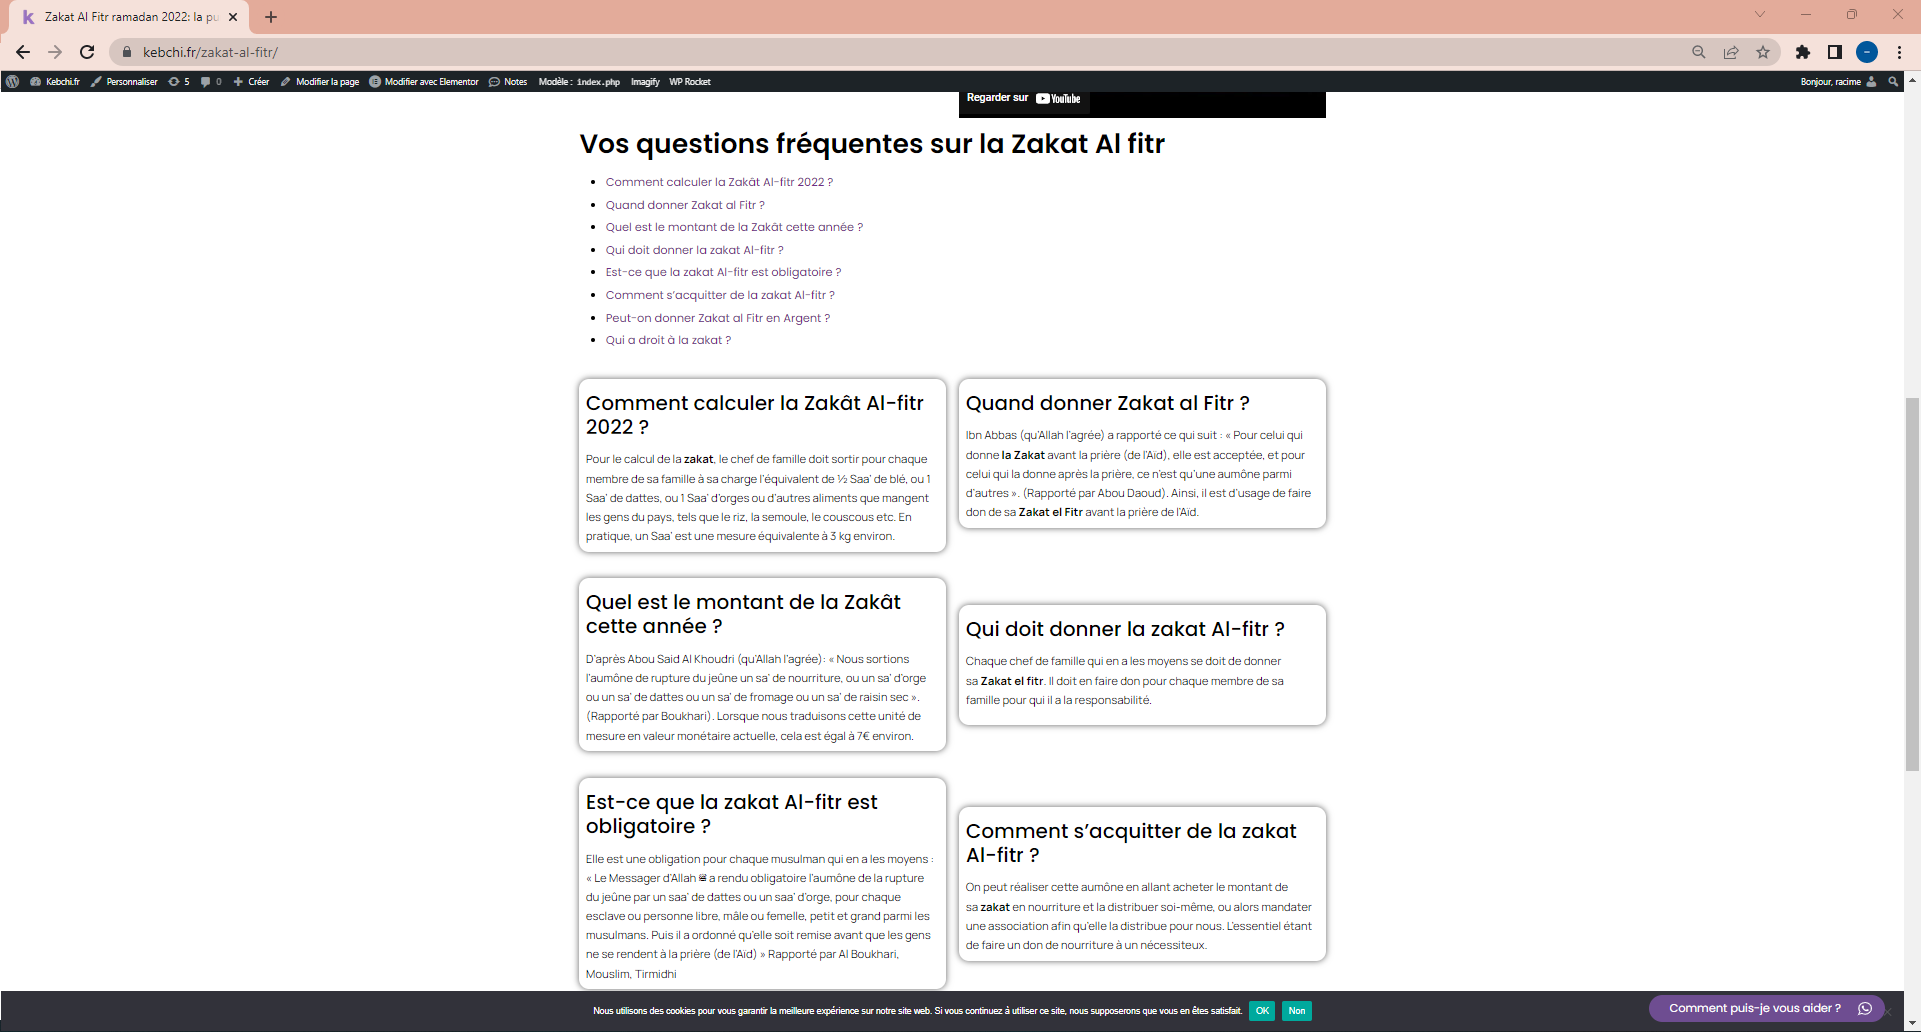 Zakat Al Fitr ramadan 2022: la pu
kebchi.fr/zakat-al-fitr/
Kebchi.fr Personnaliser 5 0 Créer Modifier la page Modifier avec Elementor Notes Modèle : index.php Imagify WP Rocket Bonjour, racime
Regarder sur YouTube
Vos questions fréquentes sur la Zakat Al fitr
Comment calculer la Zakât Al-fitr 2022 ?
Quand donner Zakat al Fitr ?
Quel est le montant de la Zakât cette année ?
Qui doit donner la zakat Al-fitr ?
Est-ce que la zakat Al-fitr est obligatoire ?
Comment s'acquitter de la zakat Al-fitr ?
Peut-on donner Zakat al Fitr en Argent ?
Qui a droit à la zakat ?
Comment calculer la Zakât Al-fitr
2022 ?
Pour le calcul de la zakat, le chef de famille doit sortir pour chaque
membre de sa famille à sa charge l'équivalent de ½ Saa' de blé, ou 1
Saa' de dattes, ou 1 Saa' d'orges ou d'autres aliments que mangent
les gens du pays, tels que le riz, la semoule, le couscous etc. En
pratique, un Saa' est une mesure équivalente à 3 kg environ.
Quand donner Zakat al Fitr ?
Ibn Abbas (qu'Allah l'agrée) a rapporté ce qui suit : « Pour celui qui
donne la Zakat avant la prière (de l'Aïd), elle est acceptée, et pour
celui qui la donne après la prière, ce n'est qu'une aumône parmi
d'autres ». (Rapporté par Abou Daoud). Ainsi, il est d'usage de faire
don de sa Zakat el Fitr avant la prière de l'Aïd.
Quel est le montant de la Zakât
cette année ?
D'après Abou Said Al Khoudri (qu'Allah l'agrée): « Nous sortions
l'aumône de rupture du jeûne un sa' de nourriture, ou un sa' d'orge
ou un sa' de dattes ou un sa' de fromage ou un sa' de raisin sec ».
(Rapporté par Boukhari). Lorsque nous traduisons cette unité de
mesure en valeur monétaire actuelle, cela est égal à 7€ environ.
Qui doit donner la zakat Al-fitr ?
Chaque chef de famille qui en a les moyens se doit de donner
sa Zakat el fitr. Il doit en faire don pour chaque membre de sa
famille pour qui il a la responsabilité.
Est-ce que la zakat Al-fitr est
obligatoire ?
Elle est une obligation pour chaque musulman qui en a les moyens :
« Le Messager d'Allah ﷺ a rendu obligatoire l'aumône de la rupture
du jeûne par un saa' de dattes ou un saa' d'orge, pour chaque
esclave ou personne libre, mâle ou femelle, petit et grand parmi les
musulmans. Puis il a ordonné qu'elle soit remise avant que les gens
ne se rendent à la prière (de l'Aïd) » Rapporté par Al Boukhari,
Mouslim, Tirmidhi
Comment s'acquitter de la zakat
Al-fitr ?
On peut réaliser cette aumône en allant acheter le montant de
sa zakat en nourriture et la distribuer soi-même, ou alors mandater
une association afin qu'elle la distribue pour nous. L'essentiel étant
de faire un don de nourriture à un nécessiteux.
Nous utilisons des cookies pour vous garantir la meilleure expérience sur notre site web. Si vous continuez à utiliser ce site, nous supposerons que vous en êtes satisfait. OK Non
Comment puis-je vous aider ?